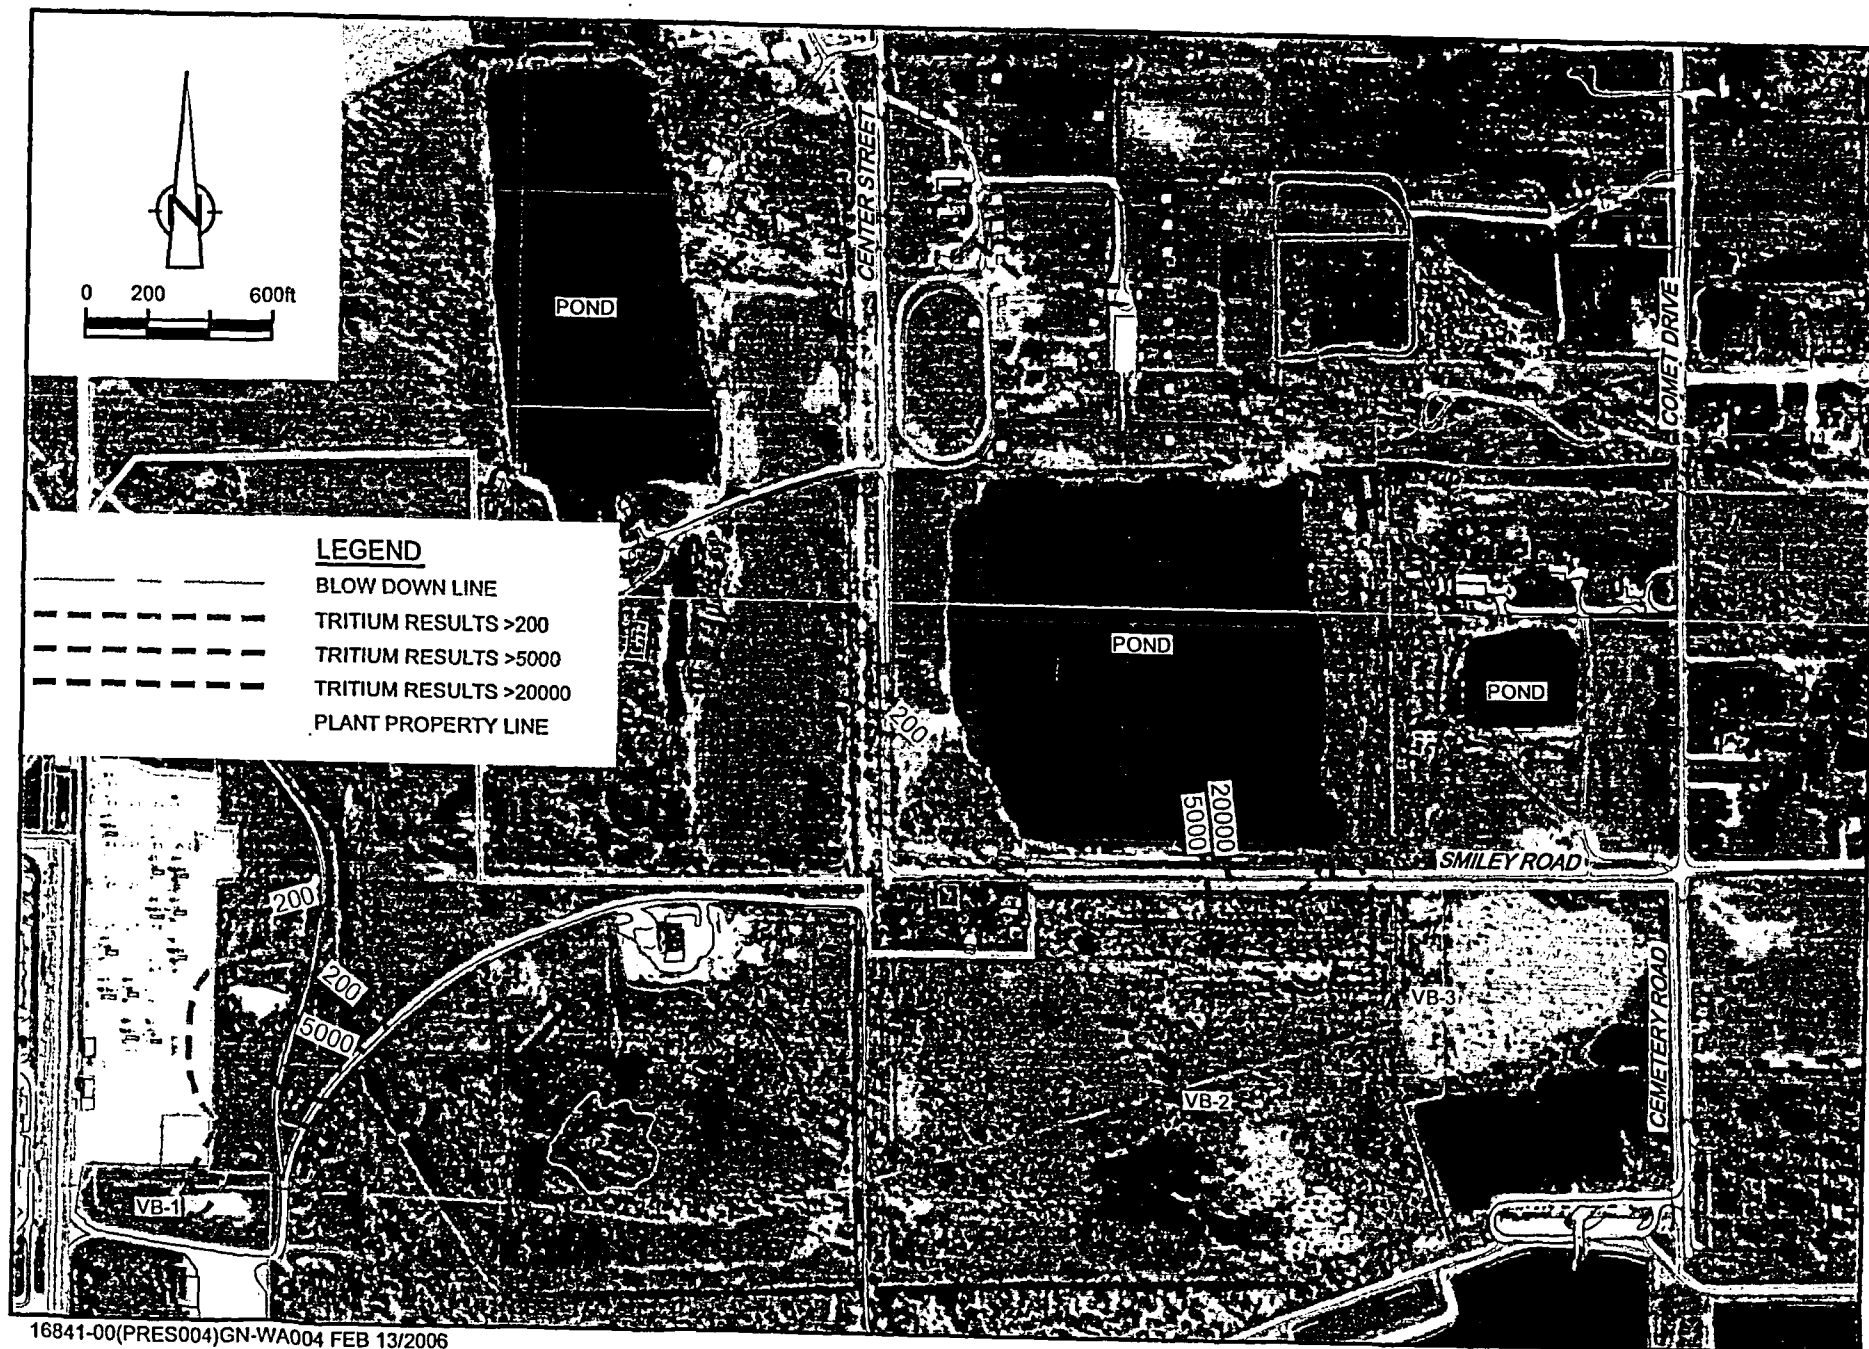 N
0 200 600ft
CENTER STREET
COMET DRIVE
POND
LEGEND
BLOW DOWN LINE
TRITIUM RESULTS >200
TRITIUM RESULTS >5000
TRITIUM RESULTS >20000
PLANT PROPERTY LINE
POND
POND
200
5000
20000
SMILEY ROAD
200
200
5000
VB-3
CEMETERY ROAD
VB-2
VB-1
16841-00(PRES004)GN-WA004 FEB 13/2006